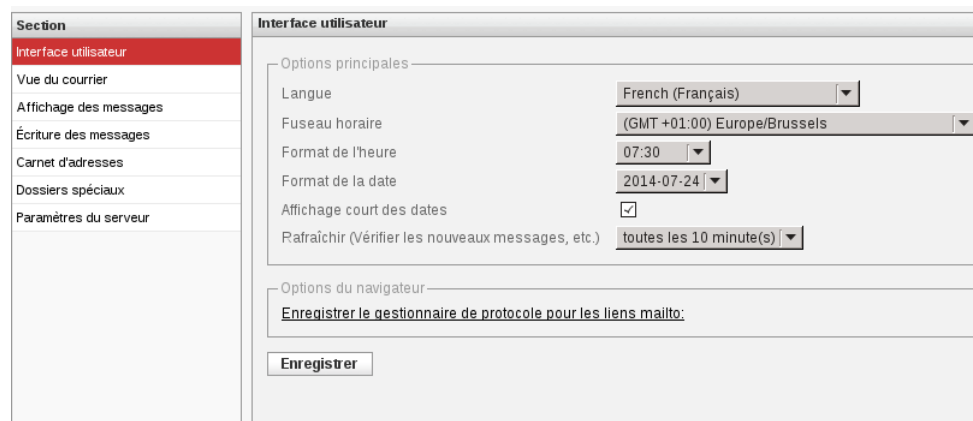 Section
Interface utilisateur
Vue du courrier
Affichage des messages
Écriture des messages
Carnet d'adresses
Dossiers spéciaux
Paramètres du serveur
Interface utilisateur
Options principales
Langue French (Français)
Fuseau horaire (GMT +01:00) Europe/Brussels
Format de l'heure 07:30
Format de la date 2014-07-24
Affichage court des dates
Rafraîchir (Vérifier les nouveaux messages, etc.) toutes les 10 minute(s)
Options du navigateur
Enregistrer le gestionnaire de protocole pour les liens mailto:
Enregistrer